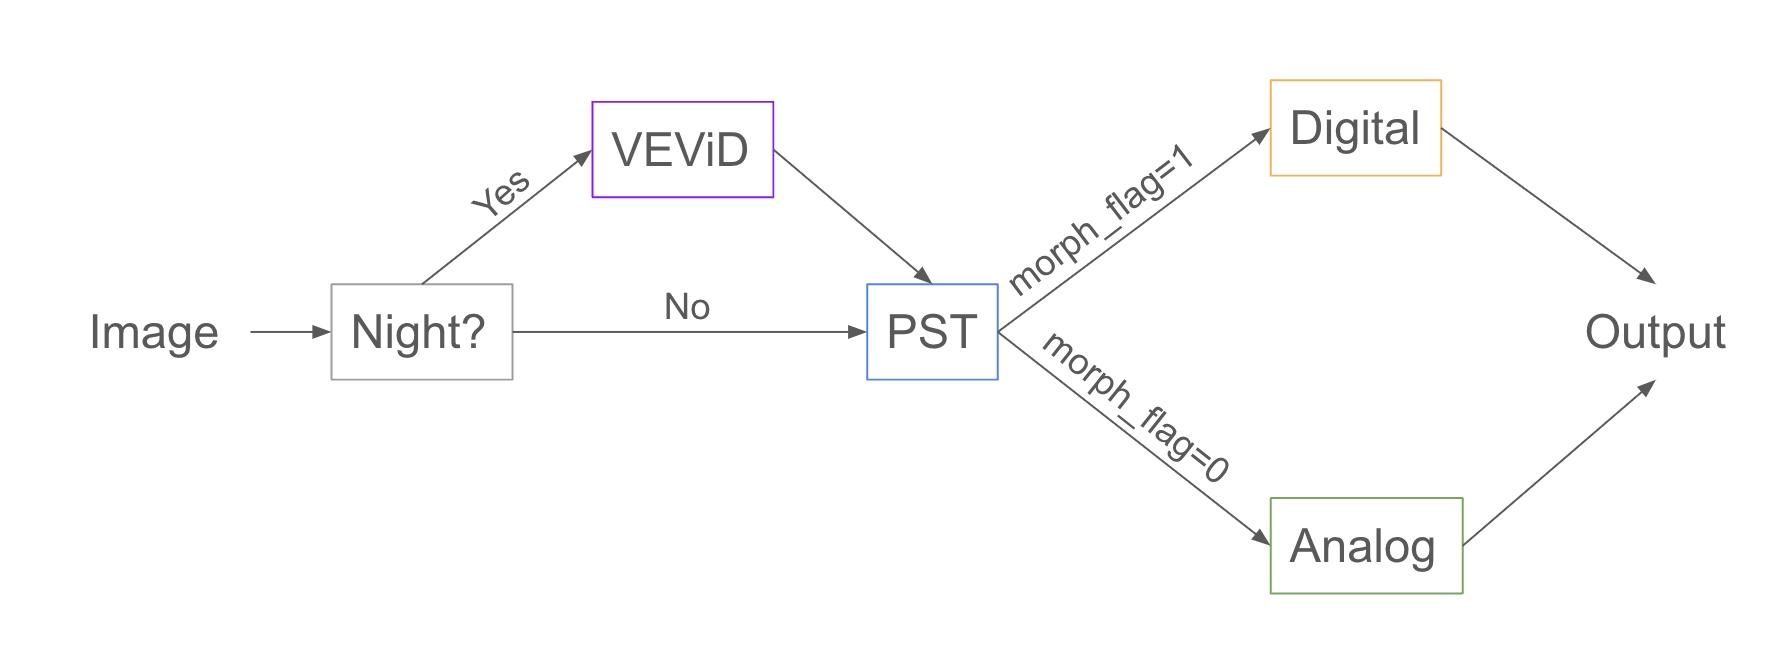 Image
Night?
Yes
VEViD
No
PST
morph_flag=1
Digital
morph_flag=0
Analog
Output